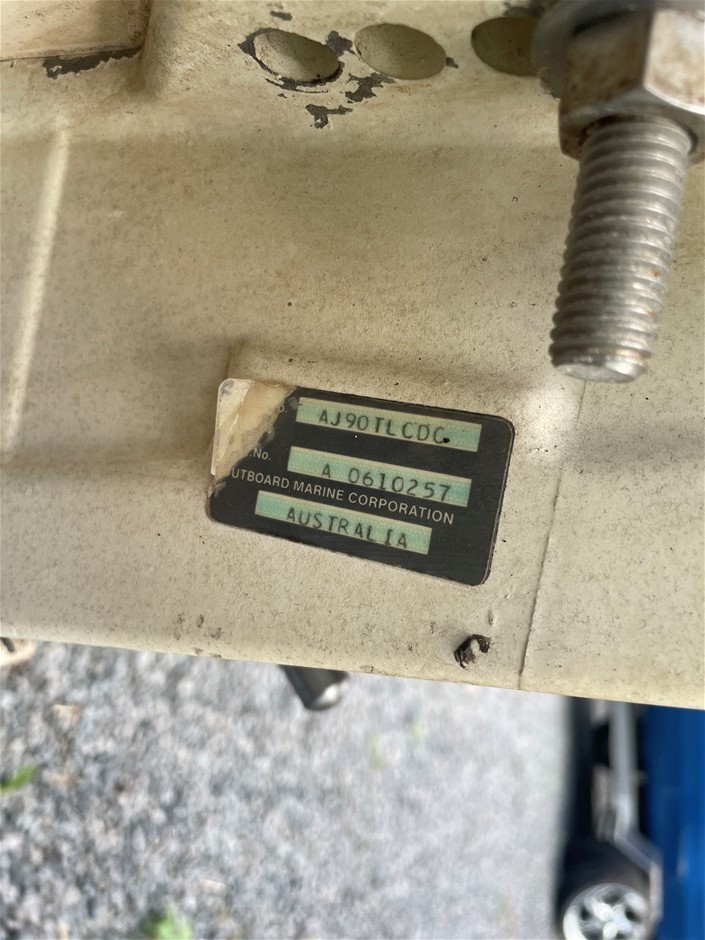 AJ90TLCDC
.No.
A 0610257
UTBOARD MARINE CORPORATION
AUSTRALIA